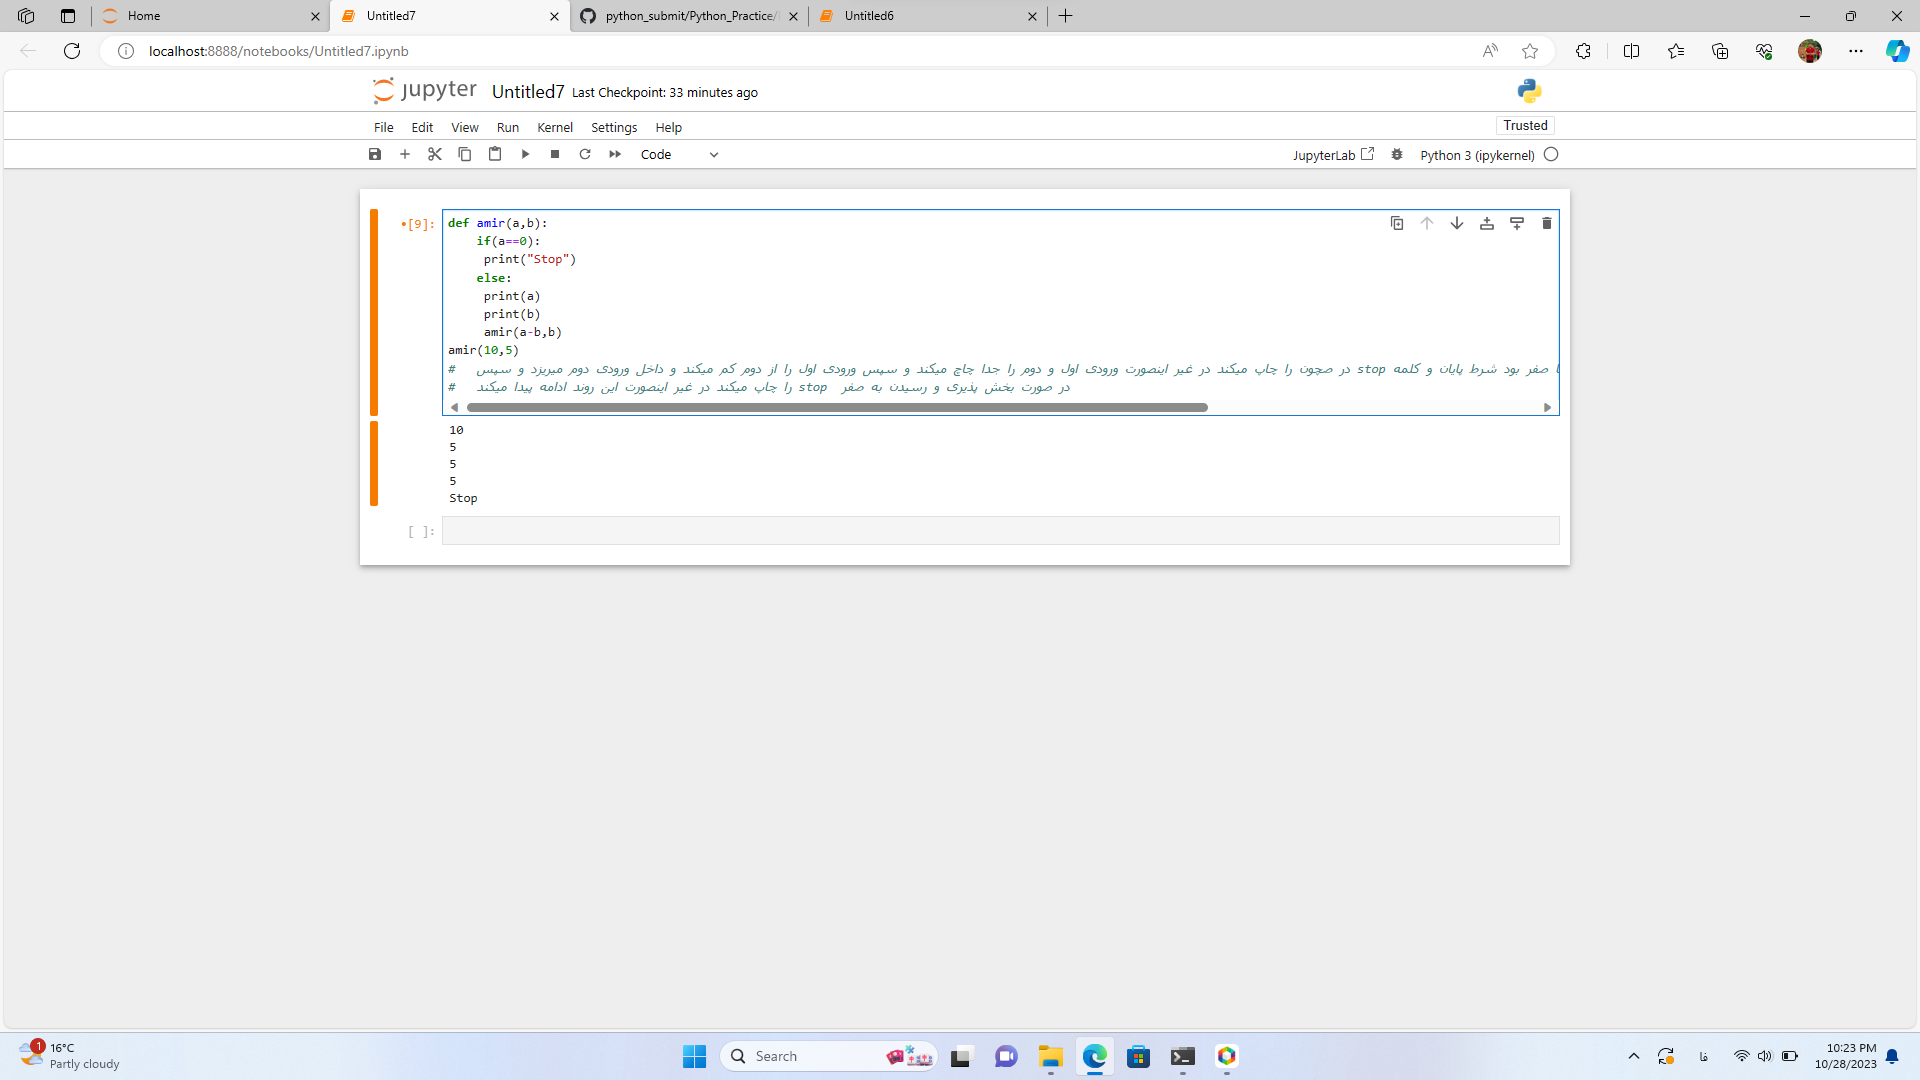 Home
Untitled7
python_submit/Python_Practice/
Untitled6
localhost:8888/notebooks/Untitled7.ipynb
jupyter Untitled7 Last Checkpoint: 33 minutes ago
File Edit View Run Kernel Settings Help
Trusted
Code
JupyterLab
Python 3 (ipykernel)
•[9]:
def amir(a,b):
if(a==0):
print("Stop")
else:
print(a)
print(b)
amir(a-b,b)
amir(10,5)
# صفر بود شرط پایان و کلمه stop در صچون را چاپ میکند در غیر اینصورت ورودی اول و دوم را جدا چاچ میکند و سپس ورودی اول را از دوم کم میکند و داخل ورودی دوم میریزد و سپس
# در صورت بخش پذیری و رسیدن به صفر stop را چاپ میکند در غیر اینصورت این روند ادامه پیدا میکند
10
5
5
5
Stop
[ ]:
1
16°C
Partly cloudy
Search
فا
10:23 PM
10/28/2023